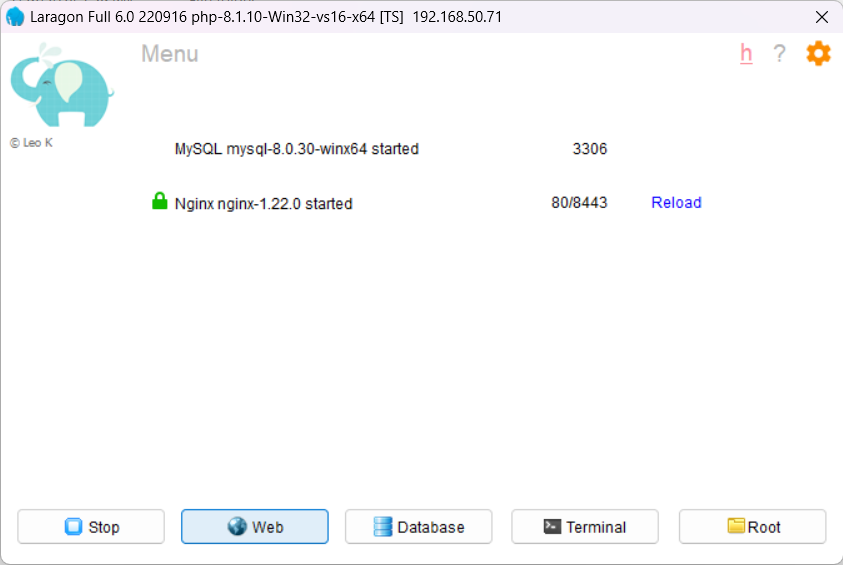 Laragon Full 6.0 220916 php-8.1.10-Win32-vs16-x64 [TS] 192.168.50.71
Menu
h ?
© Leo K
MySQL mysql-8.0.30-winx64 started 3306
Nginx nginx-1.22.0 started 80/8443 Reload
Stop Web Database Terminal Root